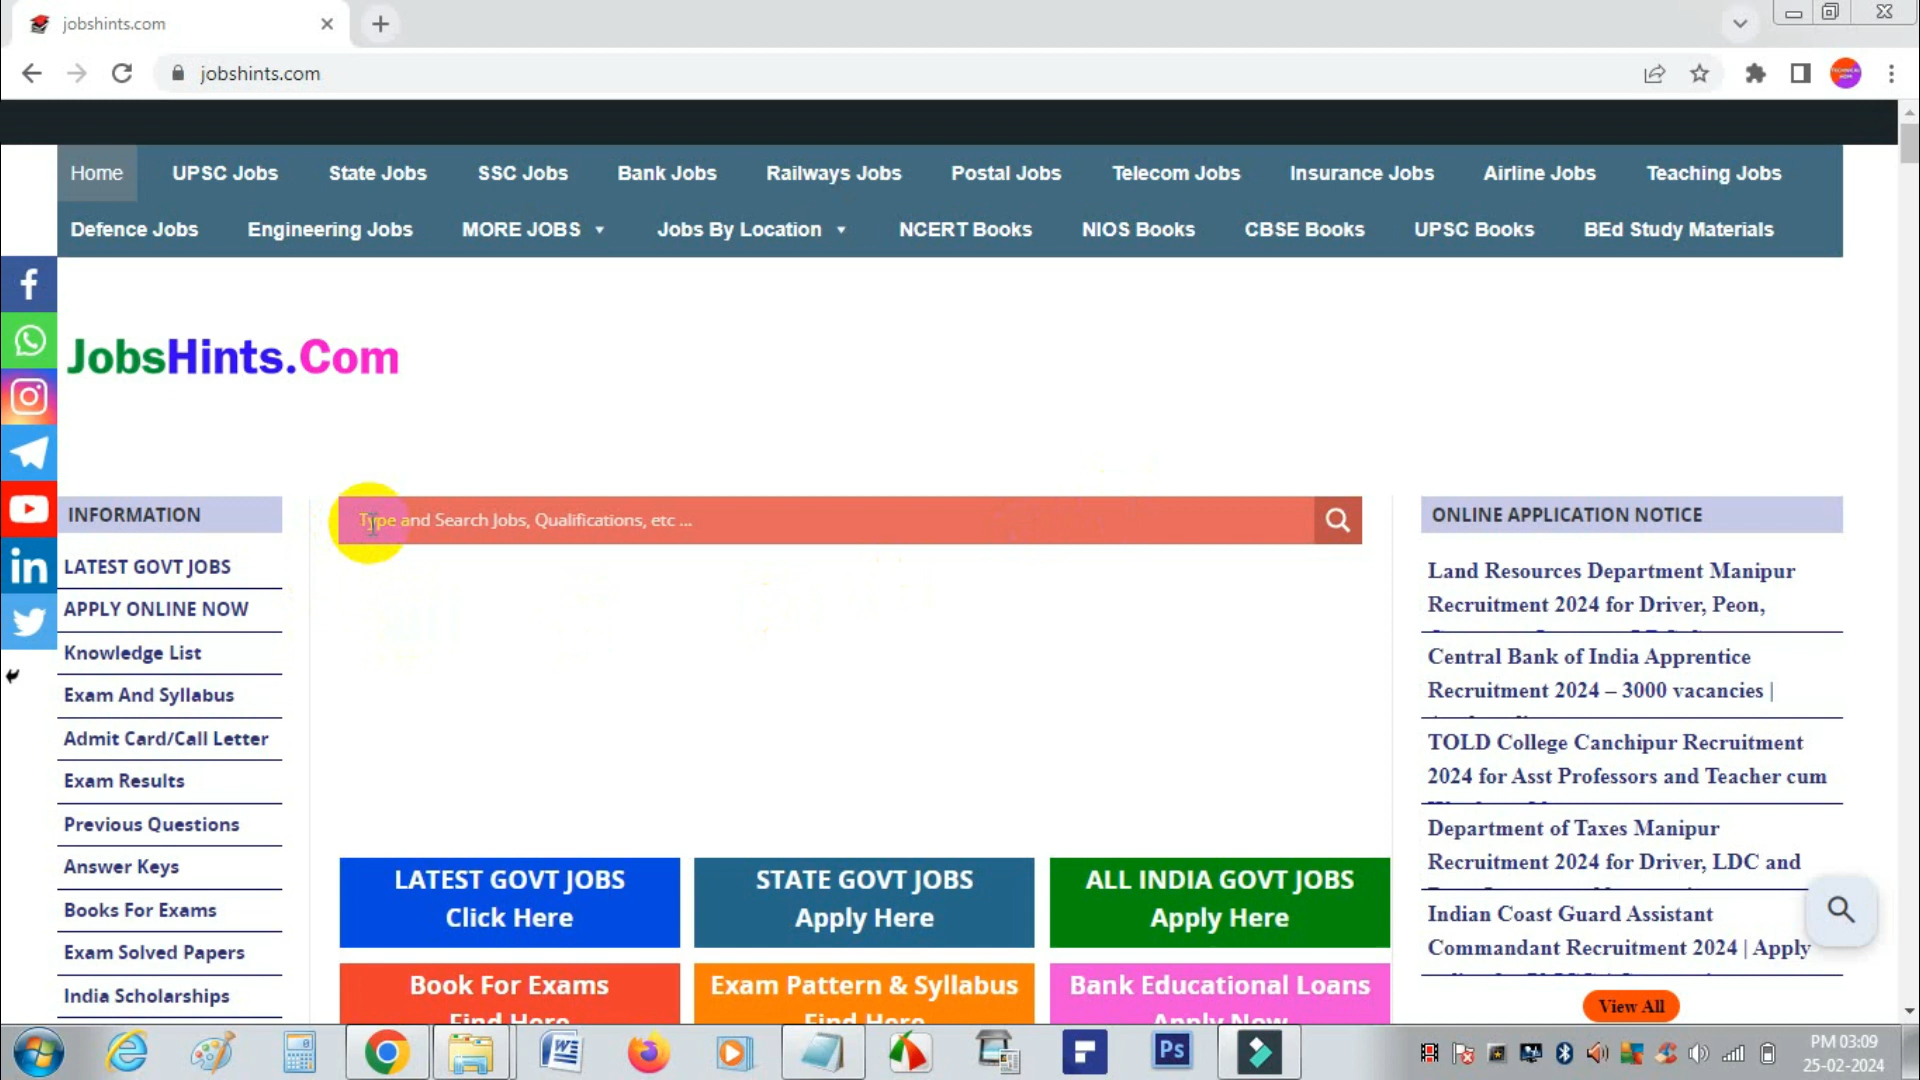 jobshints.com
jobshints.com
Home UPSC Jobs State Jobs SSC Jobs Bank Jobs Railways Jobs Postal Jobs Telecom Jobs Insurance Jobs Airline Jobs Teaching Jobs
Defence Jobs Engineering Jobs MORE JOBS Jobs By Location NCERT Books NIOS Books CBSE Books UPSC Books BEd Study Materials
JobsHints.Com
INFORMATION
LATEST GOVT JOBS
APPLY ONLINE NOW
Knowledge List
Exam And Syllabus
Admit Card/Call Letter
Exam Results
Previous Questions
Answer Keys
Books For Exams
Exam Solved Papers
India Scholarships
Type and Search Jobs, Qualifications, etc ...
LATEST GOVT JOBS
Click Here
STATE GOVT JOBS
Apply Here
ALL INDIA GOVT JOBS
Apply Here
Book For Exams
Find Here
Exam Pattern & Syllabus
Find Here
Bank Educational Loans
Apply Now
ONLINE APPLICATION NOTICE
Land Resources Department Manipur
Recruitment 2024 for Driver, Peon,
Central Bank of India Apprentice
Recruitment 2024 – 3000 vacancies |
TOLD College Canchipur Recruitment
2024 for Asst Professors and Teacher cum
Department of Taxes Manipur
Recruitment 2024 for Driver, LDC and
Indian Coast Guard Assistant
Commandant Recruitment 2024 | Apply
View All
Ps
PM 03:09
25-02-2024